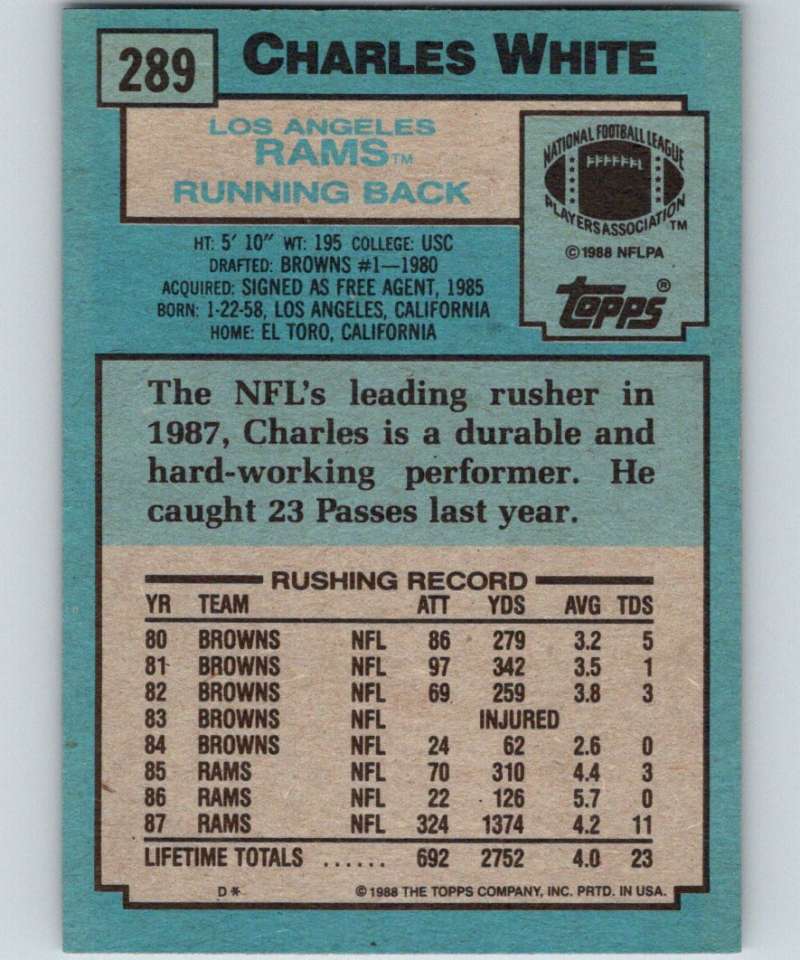 289
CHARLES WHITE
LOS ANGELES
RAMS™
RUNNING BACK
NATIONAL FOOTBALL LEAGUE
PLAYERS ASSOCIATION™
©1988 NFLPA
Topps®
HT: 5' 10" WT: 195 COLLEGE: USC
DRAFTED: BROWNS #1—1980
ACQUIRED: SIGNED AS FREE AGENT, 1985
BORN: 1-22-58, LOS ANGELES, CALIFORNIA
HOME: EL TORO, CALIFORNIA
The NFL's leading rusher in
1987, Charles is a durable and
hard-working performer. He
caught 23 Passes last year.
RUSHING RECORD
YR TEAM ATT YDS AVG TDS
80 BROWNS NFL 86 279 3.2 5
81 BROWNS NFL 97 342 3.5 1
82 BROWNS NFL 69 259 3.8 3
83 BROWNS NFL INJURED
84 BROWNS NFL 24 62 2.6 0
85 RAMS NFL 70 310 4.4 3
86 RAMS NFL 22 126 5.7 0
87 RAMS NFL 324 1374 4.2 11
LIFETIME TOTALS ...... 692 2752 4.0 23
D* ©1988 THE TOPPS COMPANY, INC. PRTD. IN USA.